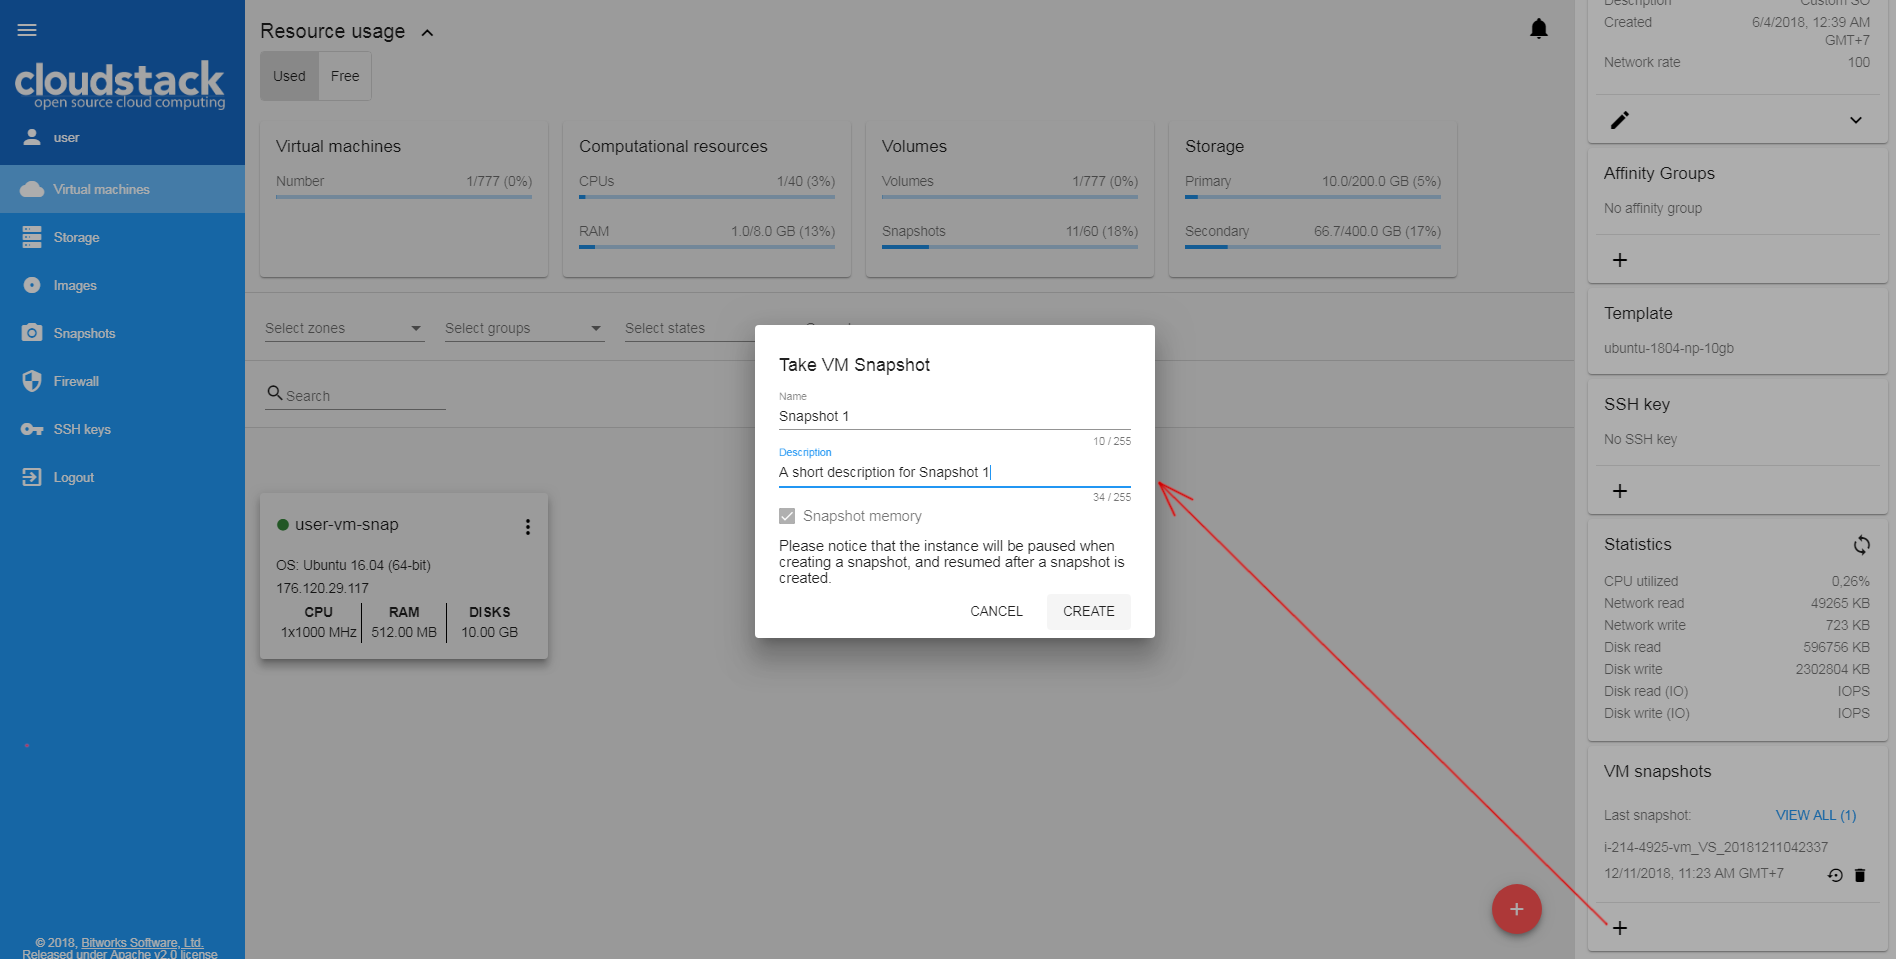 cloudstack
open source cloud computing
user
Virtual machines
Storage
Images
Snapshots
Firewall
SSH keys
Logout
© 2018, Bitworks Software, Ltd.
Released under Apache v2.0 license
Resource usage
Used Free
Virtual machines
Number 1/777 (0%)
Computational resources
CPUs 1/40 (3%)
RAM 1.0/8.0 GB (13%)
Volumes
Volumes 1/777 (0%)
Snapshots 11/60 (18%)
Storage
Primary 10.0/200.0 GB (5%)
Secondary 66.7/400.0 GB (17%)
Select zones Select groups Select states
Search
user-vm-snap
OS: Ubuntu 16.04 (64-bit)
176.120.29.117
CPU RAM DISKS
1x1000 MHz 512.00 MB 10.00 GB
Take VM Snapshot
Name
Snapshot 1
10 / 255
Description
A short description for Snapshot 1
34 / 255
Snapshot memory
Please notice that the instance will be paused when
creating a snapshot, and resumed after a snapshot is
created.
CANCEL CREATE
Description Custom SO
Created 6/4/2018, 12:39 AM
GMT+7
Network rate 100
Affinity Groups
No affinity group
Template
ubuntu-1804-np-10gb
SSH key
No SSH key
Statistics
CPU utilized 0,26%
Network read 49265 KB
Network write 723 KB
Disk read 596756 KB
Disk write 2302804 KB
Disk read (IO) IOPS
Disk write (IO) IOPS
VM snapshots
Last snapshot: VIEW ALL (1)
i-214-4925-vm_VS_20181211042337
12/11/2018, 11:23 AM GMT+7